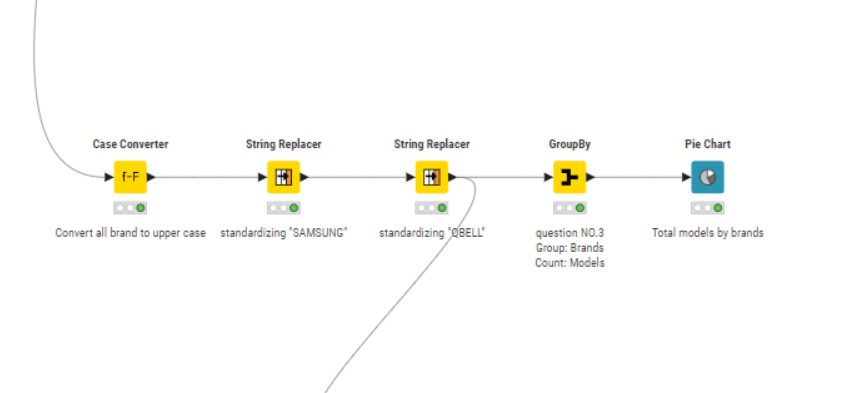 Case Converter
String Replacer
String Replacer
GroupBy
Pie Chart
f-F
Convert all brand to upper case
standardizing "SAMSUNG"
standardizing "QBELL"
question NO.3
Group: Brands
Count: Models
Total models by brands